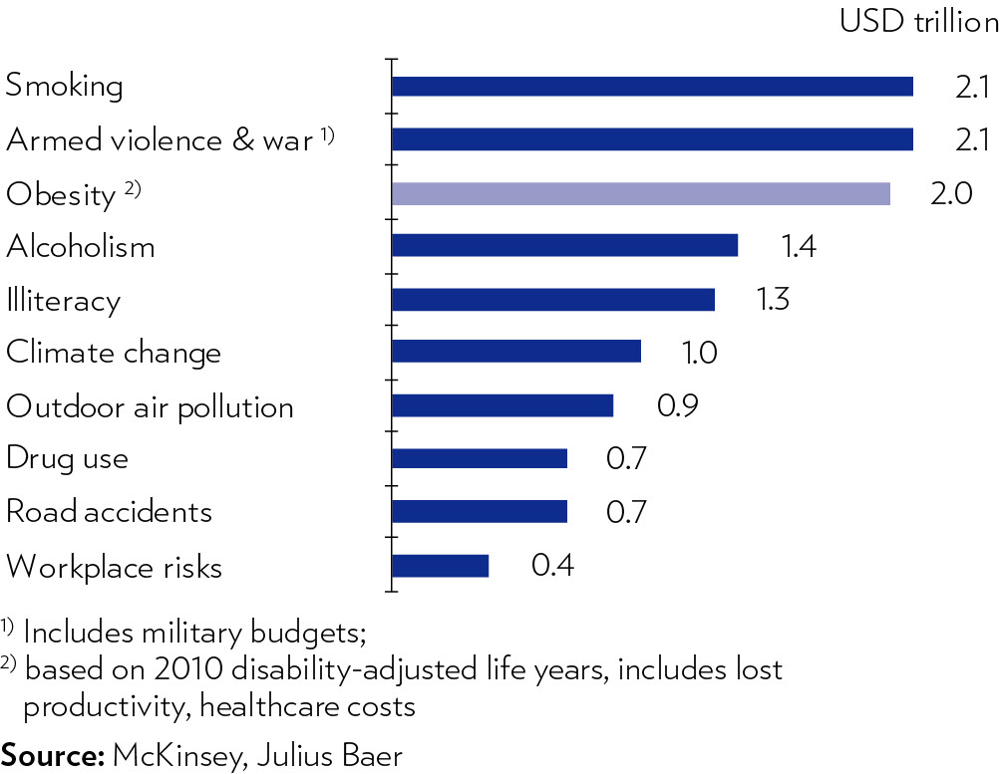 USD trillion
Smoking 2.1
Armed violence & war 1) 2.1
Obesity 2) 2.0
Alcoholism 1.4
Illiteracy 1.3
Climate change 1.0
Outdoor air pollution 0.9
Drug use 0.7
Road accidents 0.7
Workplace risks 0.4
1) Includes military budgets;
2) based on 2010 disability-adjusted life years, includes lost
productivity, healthcare costs
Source: McKinsey, Julius Baer